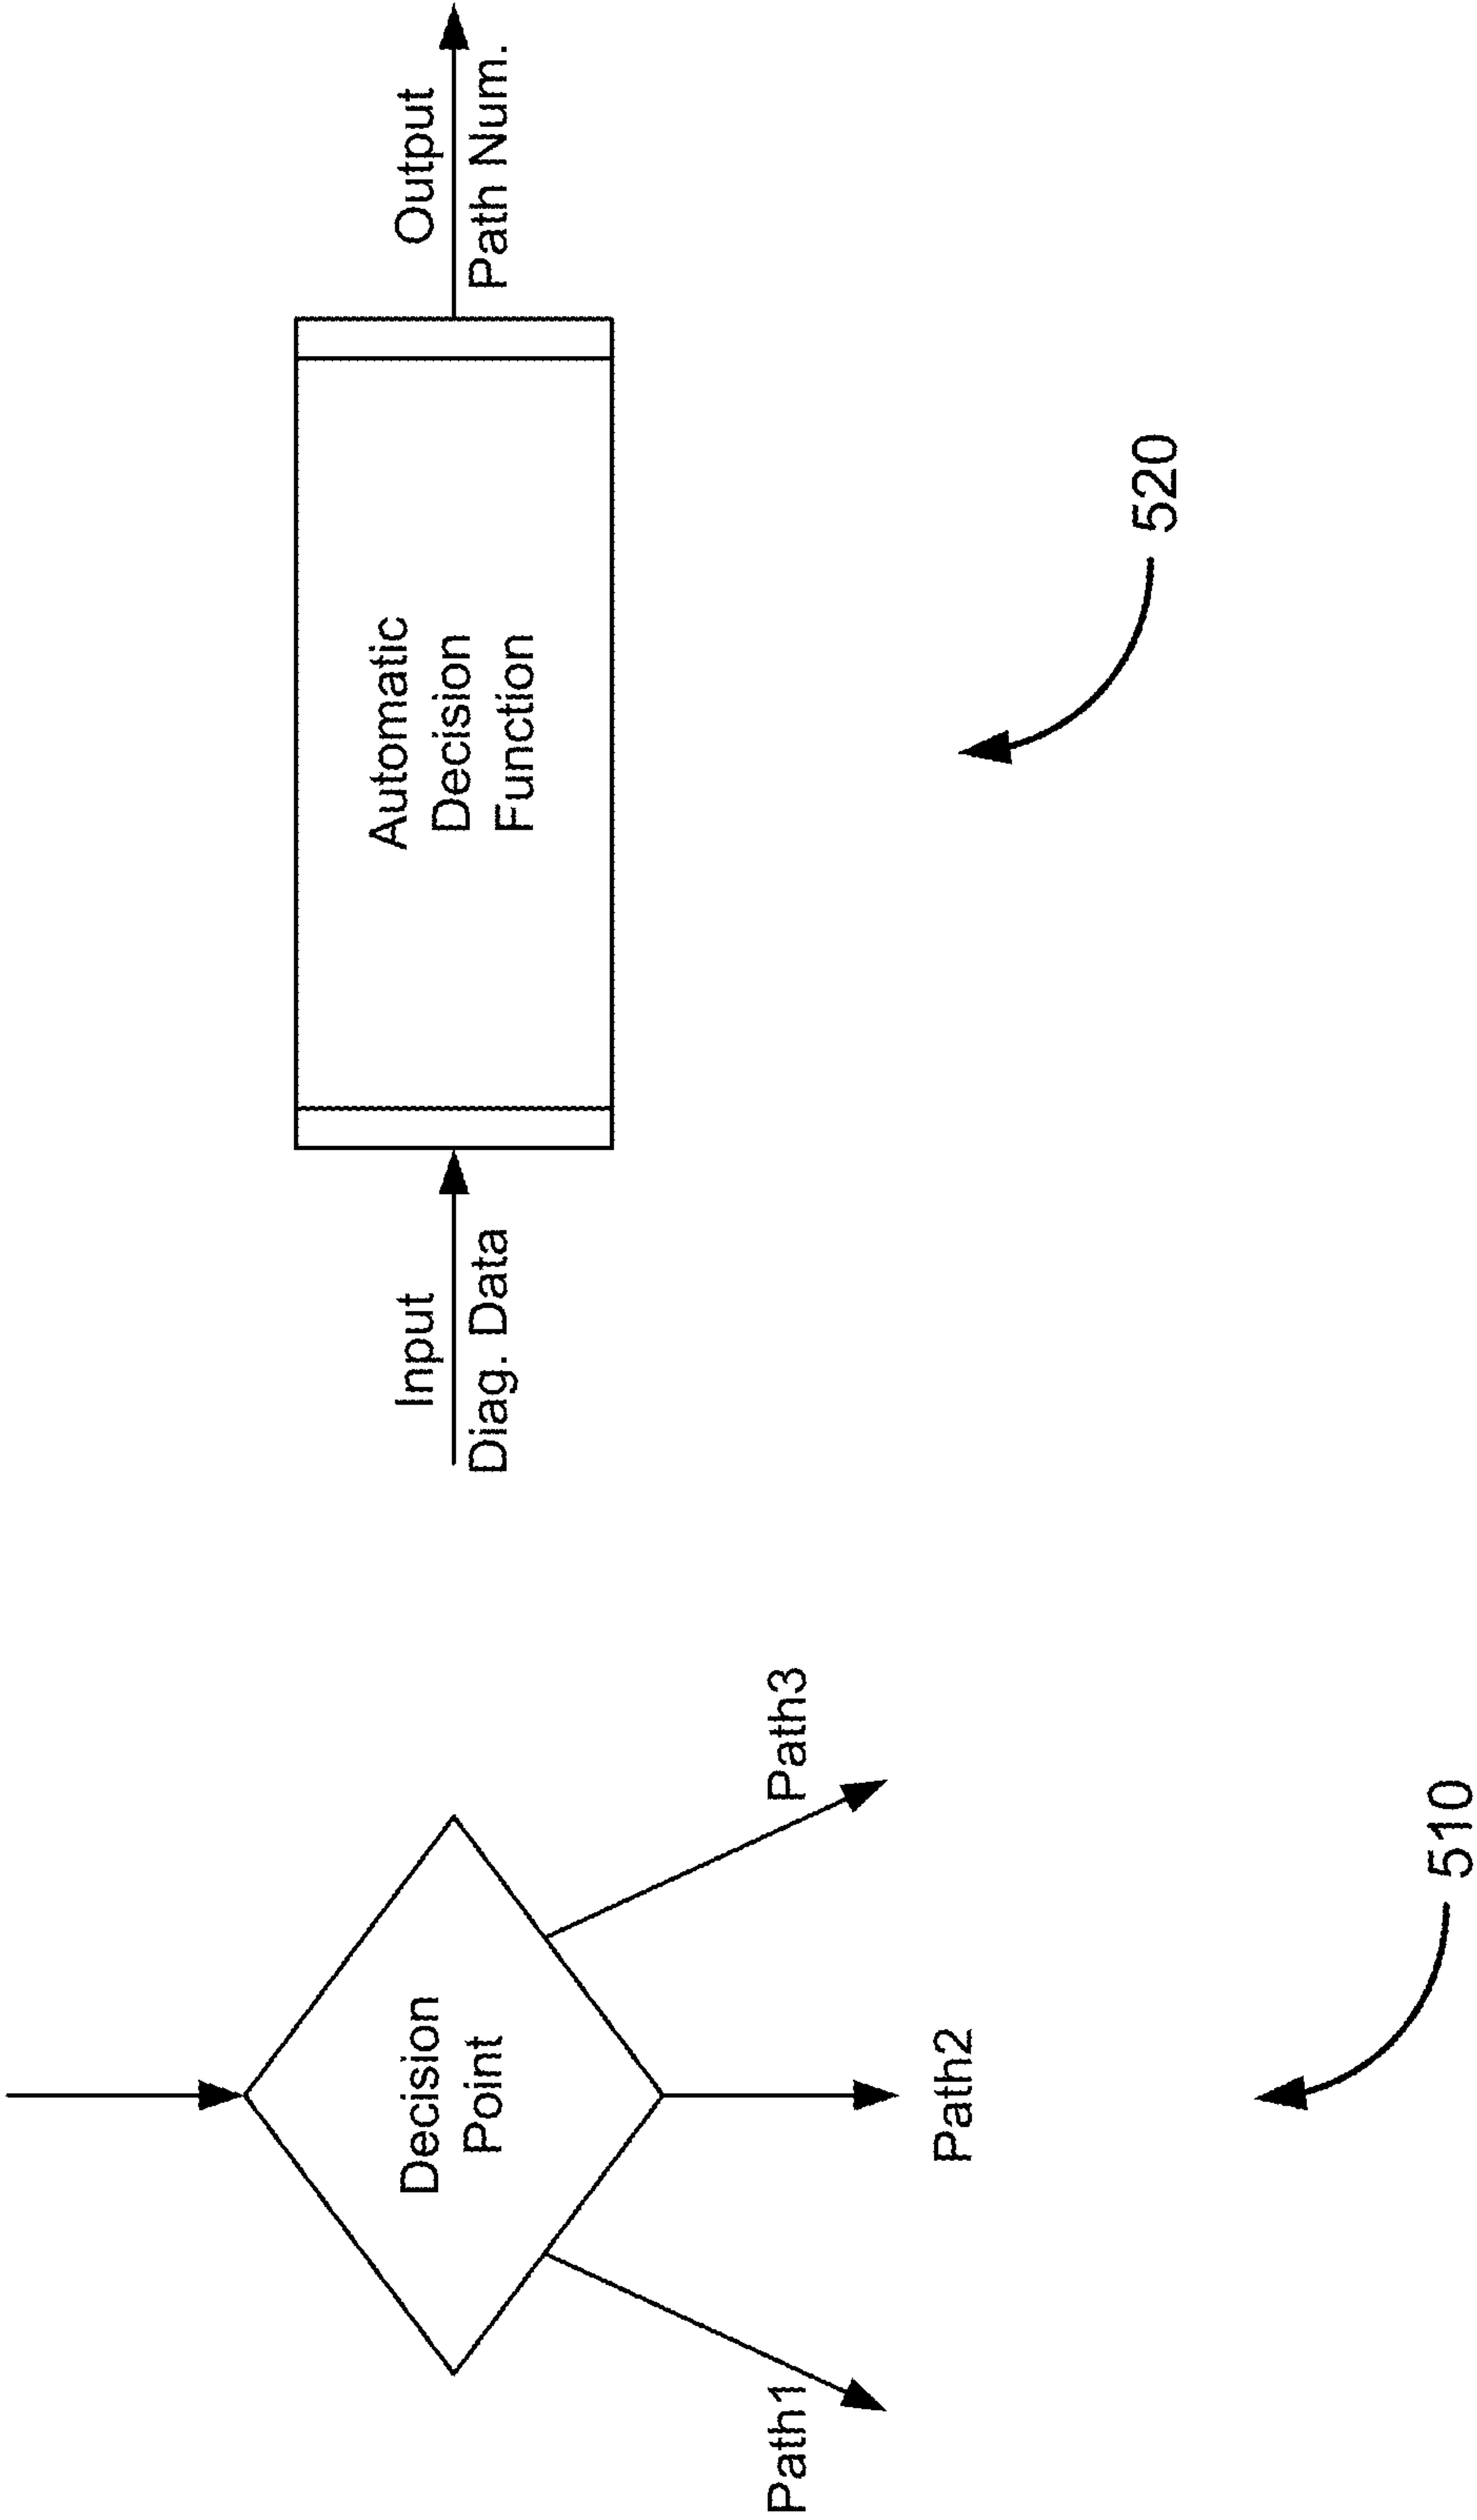 Decision
Point
Path1
Path2
Path3
510
Input
Diag. Data
Automatic
Decision
Function
Output
Path Num.
520